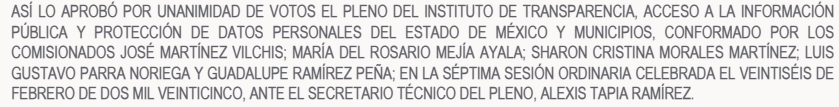 ASÍ LO APROBÓ POR UNANIMIDAD DE VOTOS EL PLENO DEL INSTITUTO DE TRANSPARENCIA, ACCESO A LA INFORMACIÓN
PÚBLICA Y PROTECCIÓN DE DATOS PERSONALES DEL ESTADO DE MÉXICO Y MUNICIPIOS, CONFORMADO POR LOS
COMISIONADOS JOSÉ MARTÍNEZ VILCHIS; MARÍA DEL ROSARIO MEJÍA AYALA; SHARON CRISTINA MORALES MARTÍNEZ; LUIS
GUSTAVO PARRA NORIEGA Y GUADALUPE RAMÍREZ PEÑA; EN LA SÉPTIMA SESIÓN ORDINARIA CELEBRADA EL VEINTISÉIS DE
FEBRERO DE DOS MIL VEINTICINCO, ANTE EL SECRETARIO TÉCNICO DEL PLENO, ALEXIS TAPIA RAMÍREZ.